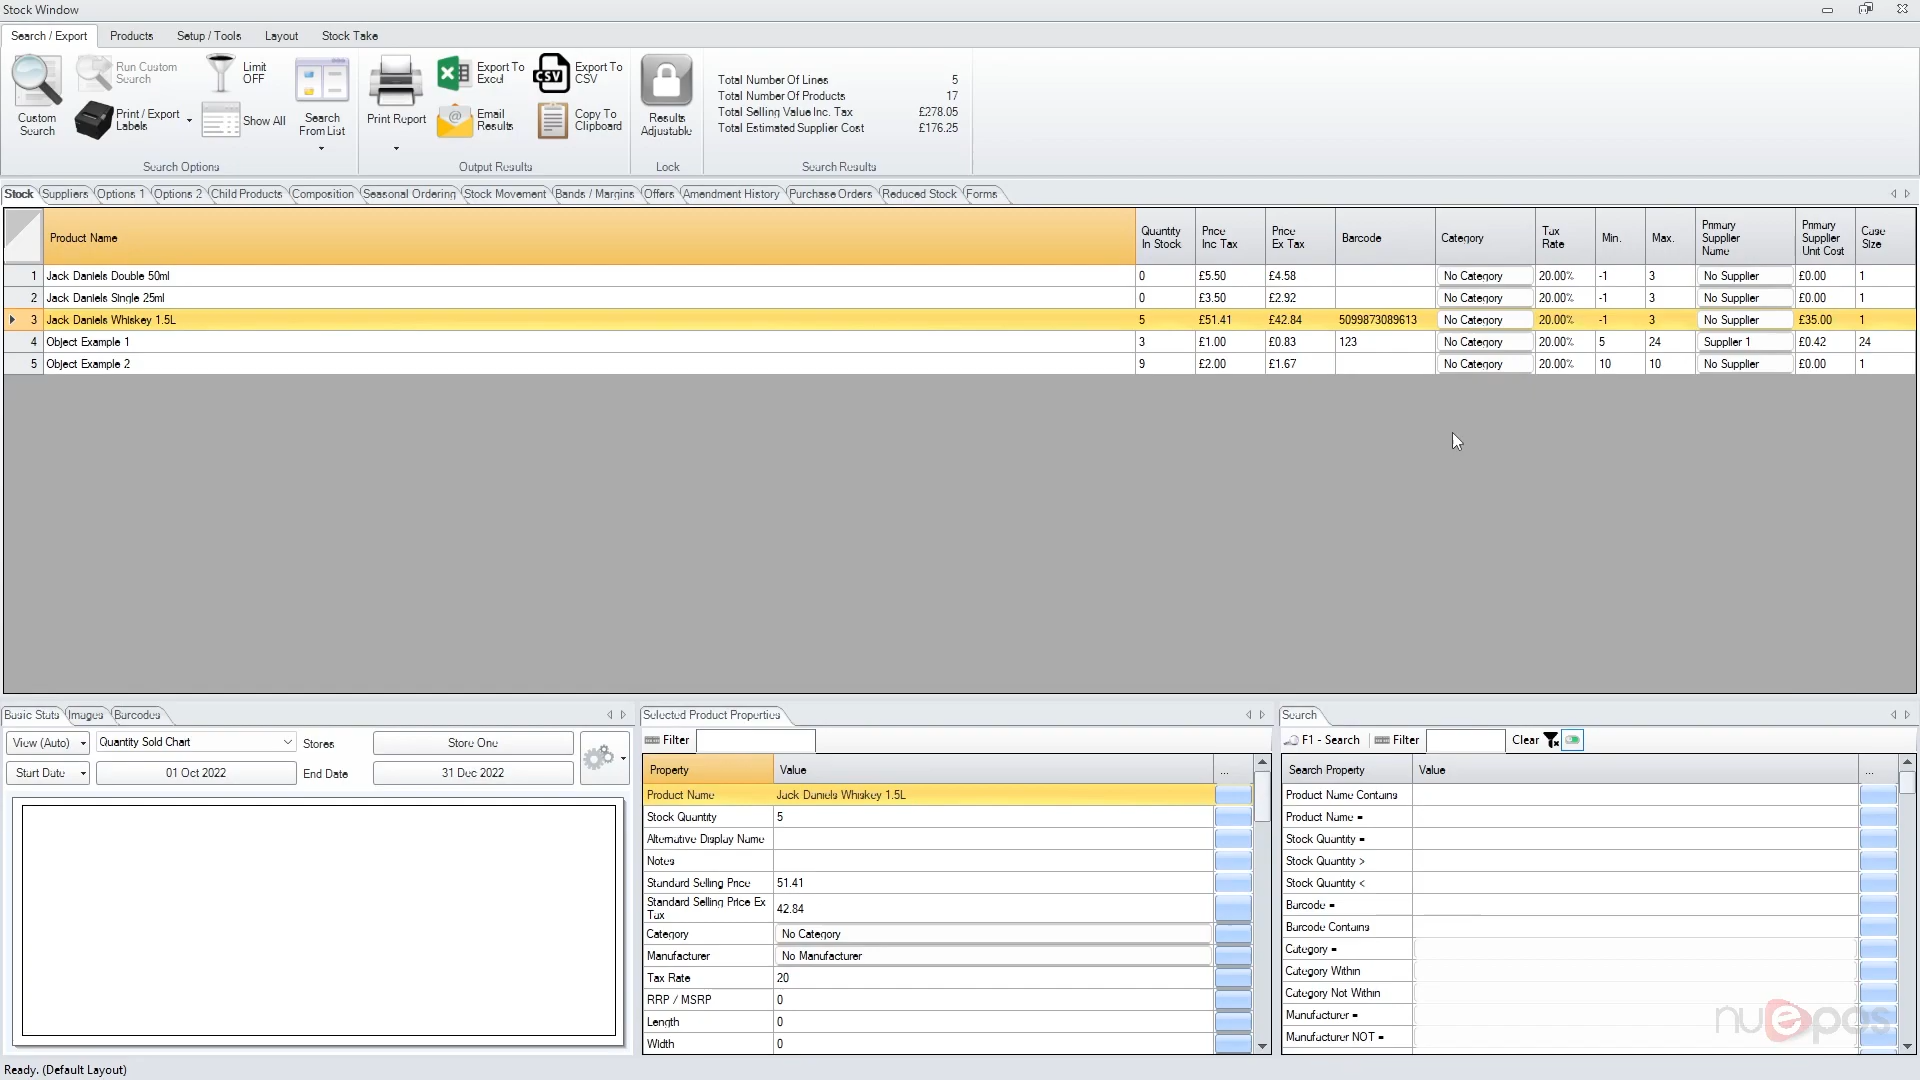 Stock Window
Search / Export Products Setup / Tools Layout Stock Take
Custom Search
Run Custom Search
Print / Export Labels
Limit OFF
Show All
Search From List
Print Report
Export To Excel
Email Results
Export To CSV
Copy To Clipboard
Results Adjustable
Total Number Of Lines 5
Total Number Of Products 17
Total Selling Value Inc. Tax £278.05
Total Estimated Supplier Cost £176.25
Search Options Output Results Lock Search Results
Stock Suppliers Options 1 Options 2 Child Products Composition Seasonal Ordering Stock Movement Bands / Margins Offers Amendment History Purchase Orders Reduced Stock Forms
Product Name Quantity In Stock Price Inc Tax Price Ex Tax Barcode Category Tax Rate Min. Max. Primary Supplier Name Primary Supplier Unit Cost Case Size
1 Jack Daniels Double 50ml 0 £5.50 £4.58 No Category 20.00% -1 3 No Supplier £0.00 1
2 Jack Daniels Single 25ml 0 £3.50 £2.92 No Category 20.00% -1 3 No Supplier £0.00 1
3 Jack Daniels Whiskey 1.5L 5 £51.41 £42.84 5099873089613 No Category 20.00% -1 3 No Supplier £35.00 1
4 Object Example 1 3 £1.00 £0.83 123 No Category 20.00% 5 24 Supplier 1 £0.42 24
5 Object Example 2 9 £2.00 £1.67 No Category 20.00% 10 10 No Supplier £0.00 1
Basic Stats Images Barcodes
View (Auto) Quantity Sold Chart Stores Store One
Start Date 01 Oct 2022 End Date 31 Dec 2022
Selected Product Properties
Filter
Property Value ...
Product Name Jack Daniels Whiskey 1.5L
Stock Quantity 5
Alternative Display Name
Notes
Standard Selling Price 51.41
Standard Selling Price Ex Tax 42.84
Category No Category
Manufacturer No Manufacturer
Tax Rate 20
RRP / MSRP 0
Length 0
Width 0
Search
F1 - Search Filter Clear
Search Property Value ...
Product Name Contains
Product Name =
Stock Quantity =
Stock Quantity >
Stock Quantity <
Barcode =
Barcode Contains
Category =
Category Within
Category Not Within
Manufacturer =
Manufacturer NOT =
nuepos
Ready. (Default Layout)